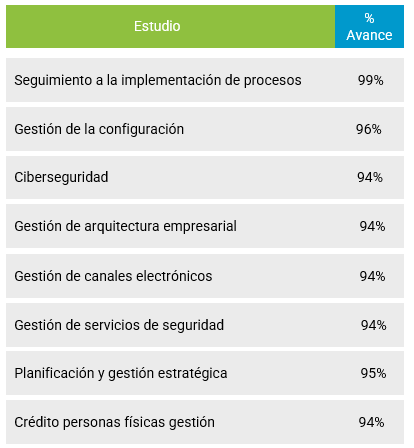 Estudio
%
Avance
Seguimiento a la implementación de procesos 99%
Gestión de la configuración 96%
Ciberseguridad 94%
Gestión de arquitectura empresarial 94%
Gestión de canales electrónicos 94%
Gestión de servicios de seguridad 94%
Planificación y gestión estratégica 95%
Crédito personas físicas gestión 94%